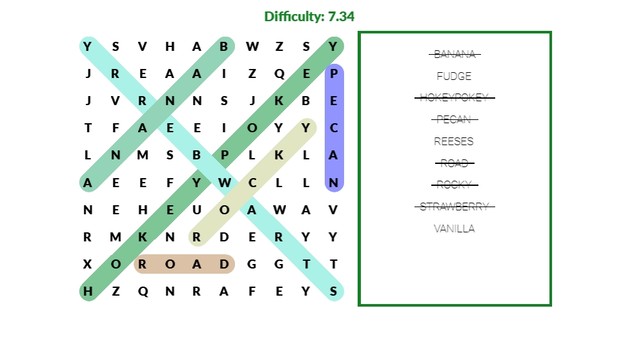 Difficulty: 7.34
Y S V H A B W Z S Y
J R E A A I Z Q E P
J V R N N S J K B E
T F A E E I O Y Y C
L N M S B P L K L A
A E E F Y W C L L N
N E H E U O A W A V
R M K N R D E R Y Y
X O R O A D G G T T
H Z Q N R A F E Y S
BANANA
FUDGE
HOKEYPOKEY
PECAN
REESES
ROAD
ROCKY
STRAWBERRY
VANILLA